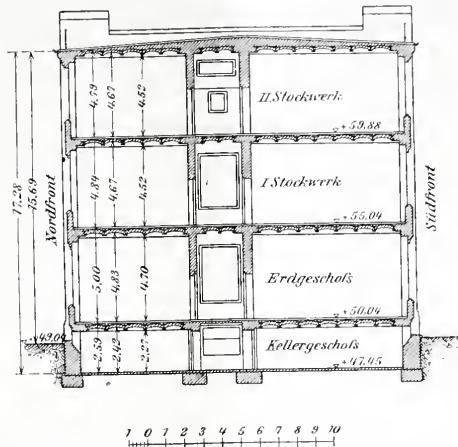 II. Stockwerk
4,79 4,67 4,52
+ 59.88
I Stockwerk
4,84 4,67 4,52
+ 55.04
17.28
15.69
Nordfront
Südfront
Erdgeschoſs
5,00 4,83 4,70
+ 50.04
+49.04
Kellergeschoſs
2.59 2.42
+ 47.45
1 0 1 2 3 4 5 6 7 8 9 10